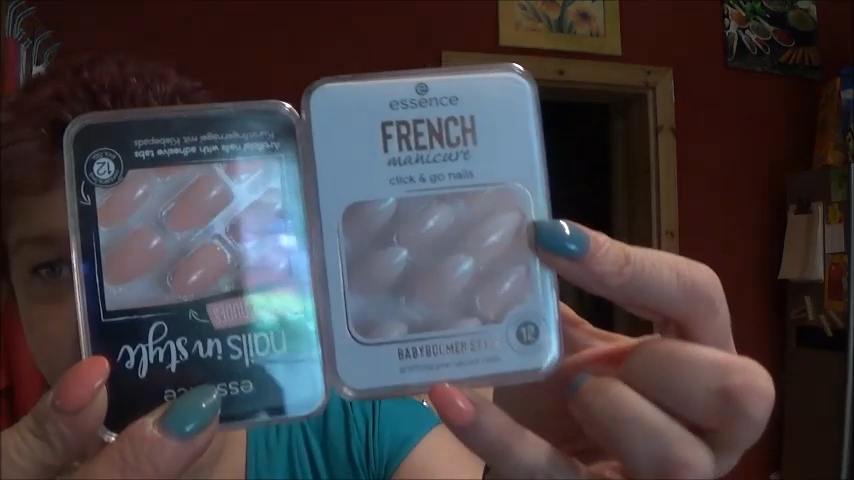 Artificial nails with adhesive tabs
Kunstfingernägel mit Klebepads
12
nails in style
essence
essence
FRENCH
manicure
click & go nails
BABYBOOMER STYLE
12